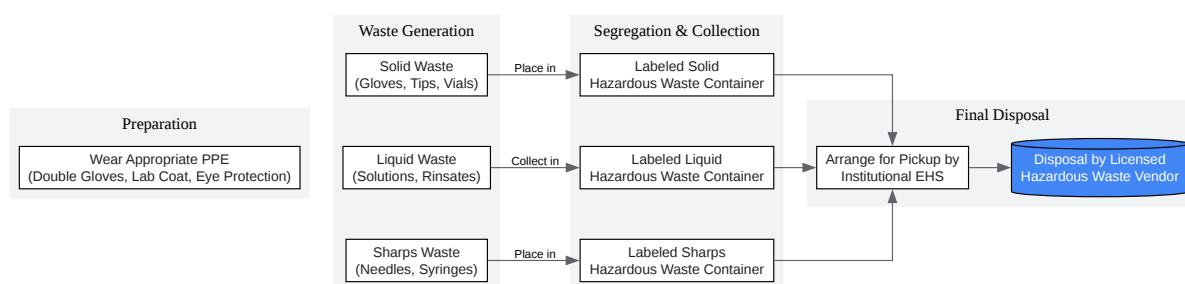 Preparation
Wear Appropriate PPE
(Double Gloves, Lab Coat, Eye Protection)
Waste Generation
Solid Waste
(Gloves, Tips, Vials)
Liquid Waste
(Solutions, Rinsates)
Sharps Waste
(Needles, Syringes)
Place in
Collect in
Place in
Segregation & Collection
Labeled Solid
Hazardous Waste Container
Labeled Liquid
Hazardous Waste Container
Labeled Sharps
Hazardous Waste Container
Final Disposal
Arrange for Pickup by
Institutional EHS
Disposal by Licensed
Hazardous Waste Vendor